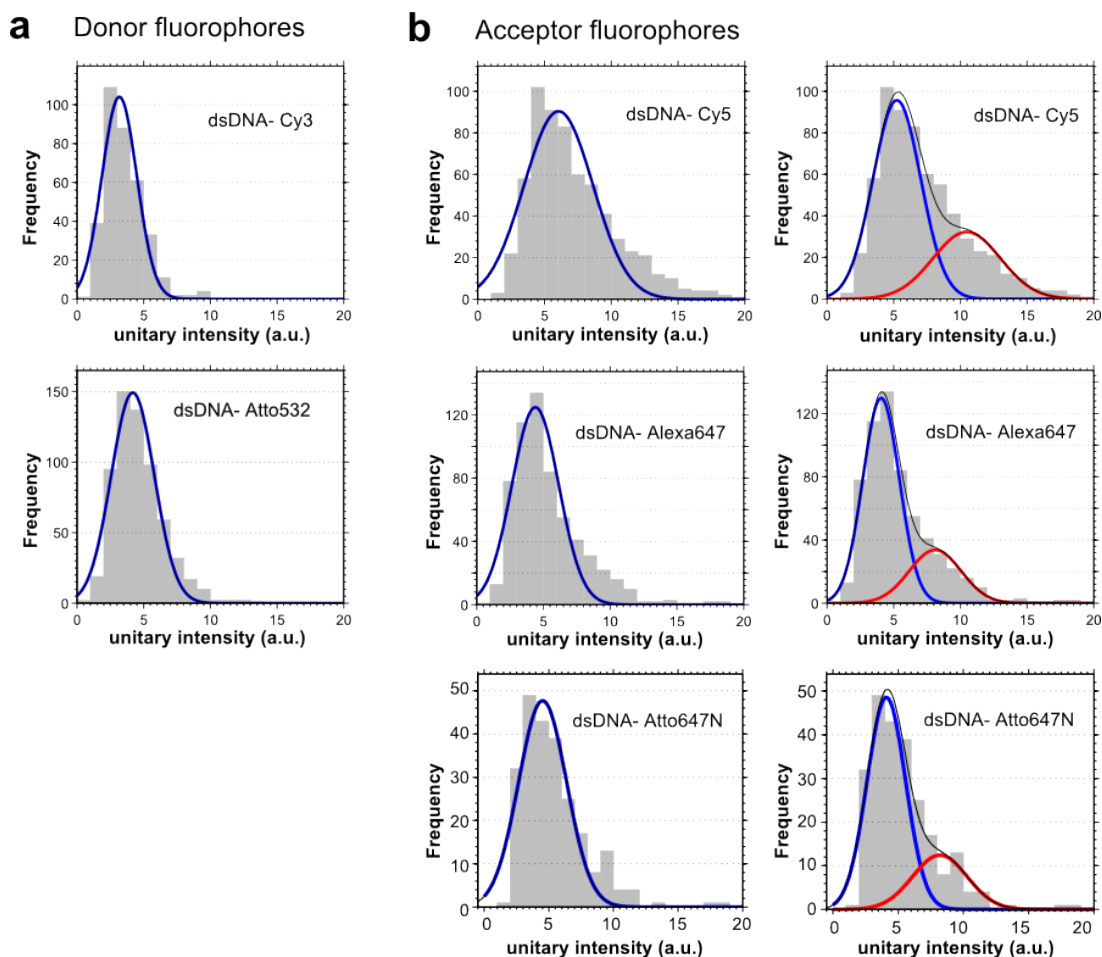 a Donor fluorophores
b Acceptor fluorophores
dsDNA- Cy3
Frequency
100
80
60
40
20
0
0 5 10 15 20
unitary intensity (a.u.)
dsDNA- Cy5
Frequency
100
80
60
40
20
0
0 5 10 15 20
unitary intensity (a.u.)
dsDNA- Cy5
Frequency
100
80
60
40
20
0
0 5 10 15 20
unitary intensity (a.u.)
dsDNA- Atto532
Frequency
150
100
50
0
0 5 10 15 20
unitary intensity (a.u.)
dsDNA- Alexa647
Frequency
120
80
40
0
0 5 10 15 20
unitary intensity (a.u.)
dsDNA- Alexa647
Frequency
120
80
40
0
0 5 10 15 20
unitary intensity (a.u.)
dsDNA- Atto647N
Frequency
50
40
30
20
10
0
0 5 10 15 20
unitary intensity (a.u.)
dsDNA- Atto647N
Frequency
50
40
30
20
10
0
0 5 10 15 20
unitary intensity (a.u.)